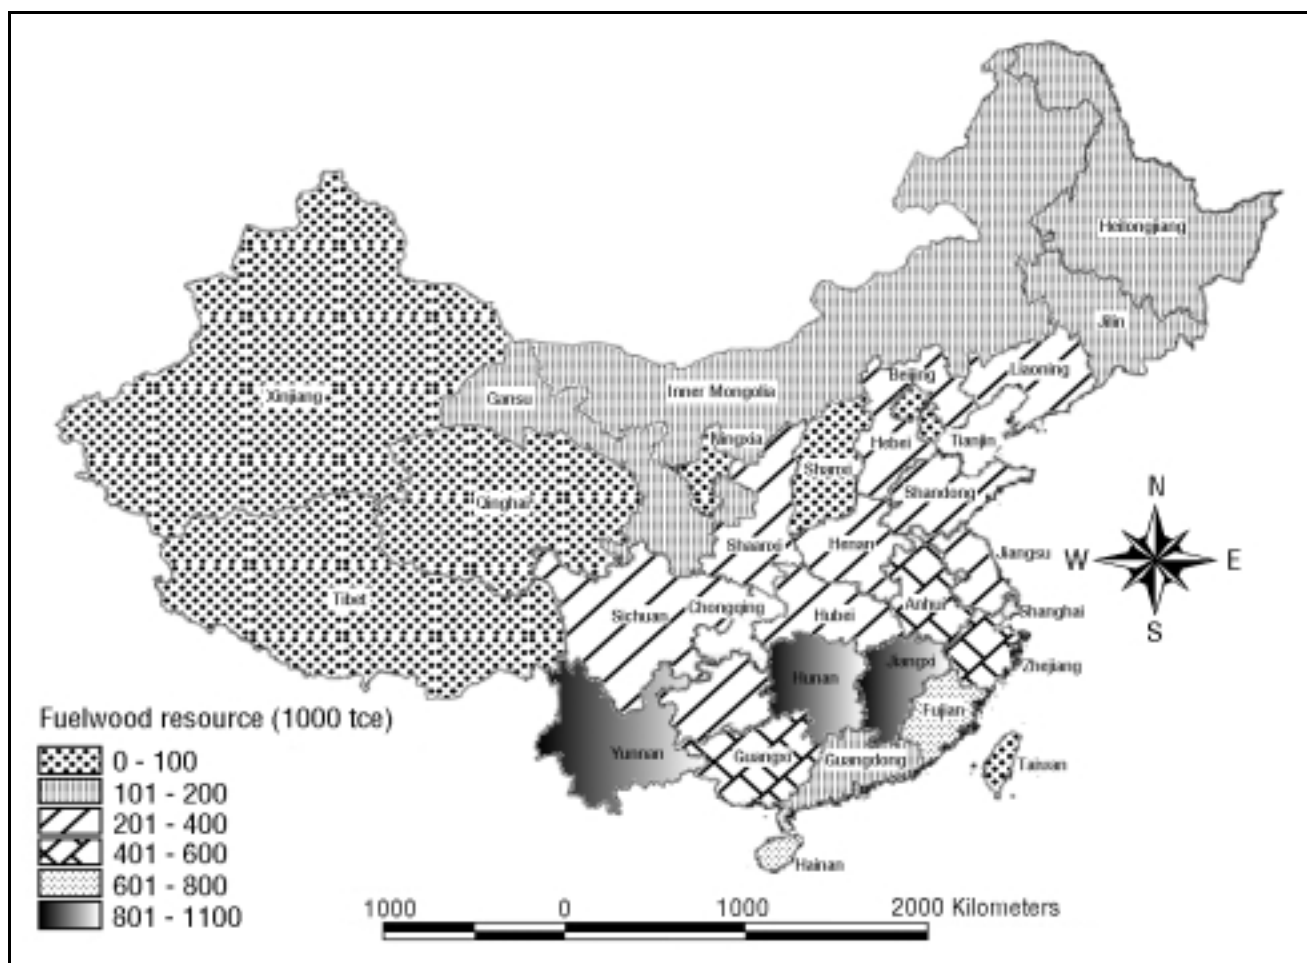 Heilongjiang
Jilin
Beijing
Liaoning
Xinjiang
Gansu
Inner Mongolia
Ningxia
Hebei
Tianjin
Shanxi
Qinghai
Shandong
N
Shaanxi
Henan
Jiangsu
W
E
Tibet
Sichuan
Chongqing
Hubei
Anhui
Shanghai
S
Hunan
Jiangxi
Zhejiang
Fujian
Yunnan
Guangxi
Guangdong
Taiwan
Hainan
Fuelwood resource (1000 tce)
0 - 100
101 - 200
201 - 400
401 - 600
601 - 800
801 - 1100
1000 0 1000 2000 Kilometers